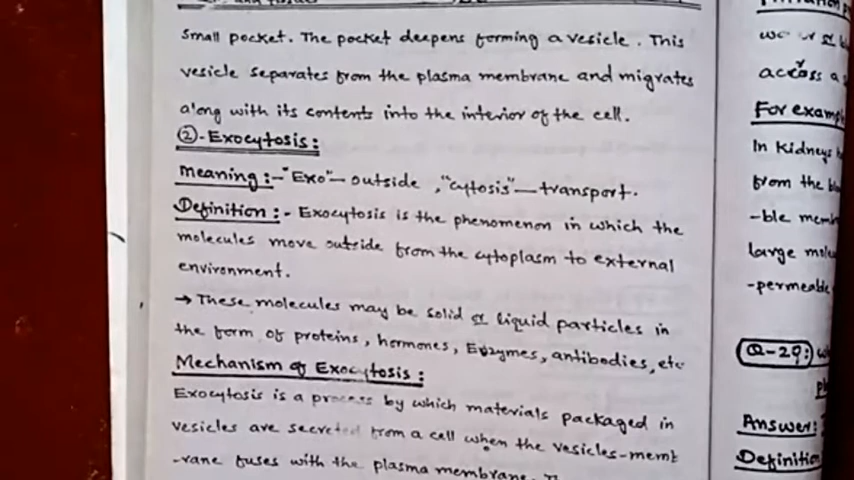 small pocket. The pocket deepens forming a vesicle. This
vesicle separates from the plasma membrane and migrates
along with its contents into the interior of the cell.
②- Exocytosis:
Meaning:- "Exo"- outside, "cytosis"- transport.
Definition:- Exocytosis is the phenomenon in which the
molecules move outside from the cytoplasm to external
environment.
→ These molecules may be solid or liquid particles in
the form of proteins, hormones, Enzymes, antibodies, etc
Mechanism of Exocytosis:
Exocytosis is a process by which materials packaged in
vesicles are secreted from a cell when the vesicles-memb
-rane fuses with the plasma membrane.
across a
For examp
In Kidneys
from the
-ble mem
large mole
-permeable
Q-29:
Answer:
Definition